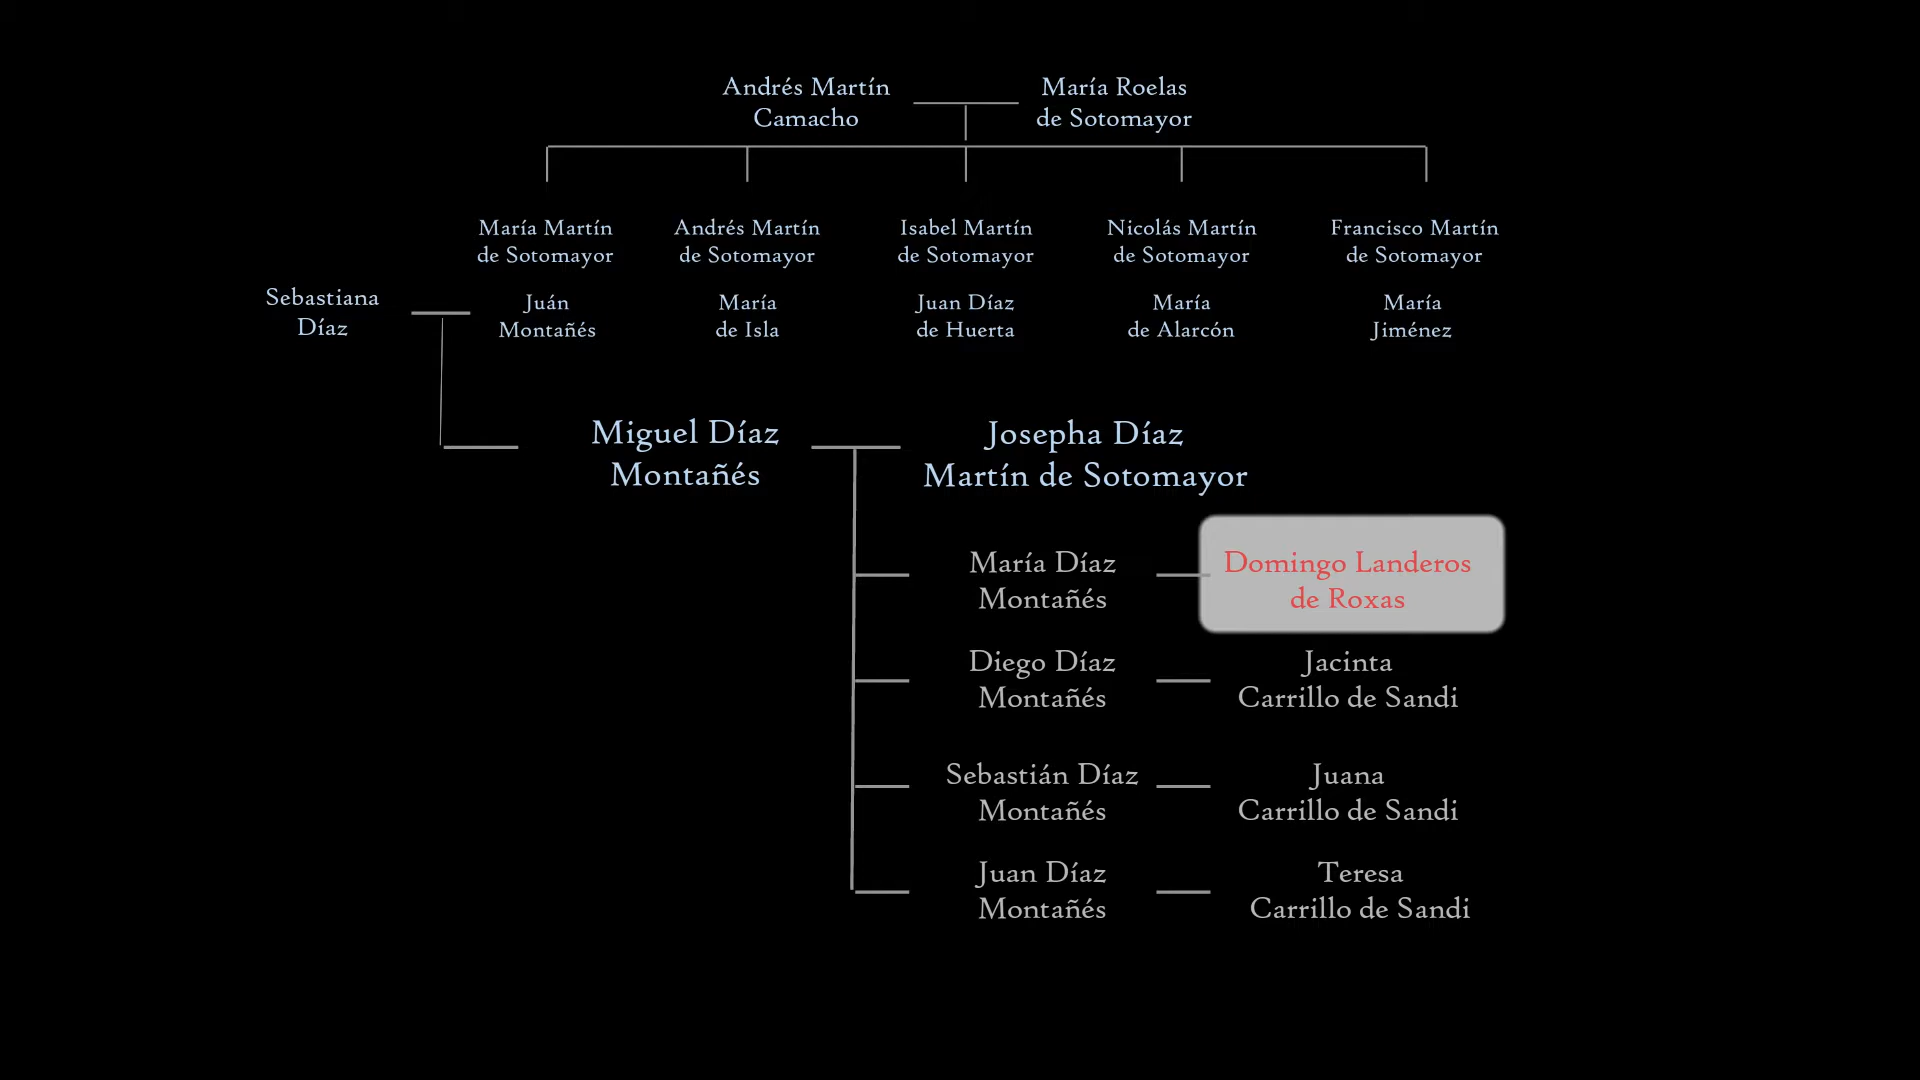 Andrés Martín
Camacho
María Roelas
de Sotomayor
María Martín
de Sotomayor
Andrés Martín
de Sotomayor
Isabel Martín
de Sotomayor
Nicolás Martín
de Sotomayor
Francisco Martín
de Sotomayor
Sebastiana
Díaz
Juán
Montañés
María
de Isla
Juan Díaz
de Huerta
María
de Alarcón
María
Jiménez
Miguel Díaz
Montañés
Josepha Díaz
Martín de Sotomayor
María Díaz
Montañés
Domingo Landeros
de Roxas
Diego Díaz
Montañés
Jacinta
Carrillo de Sandi
Sebastián Díaz
Montañés
Juana
Carrillo de Sandi
Juan Díaz
Montañés
Teresa
Carrillo de Sandi